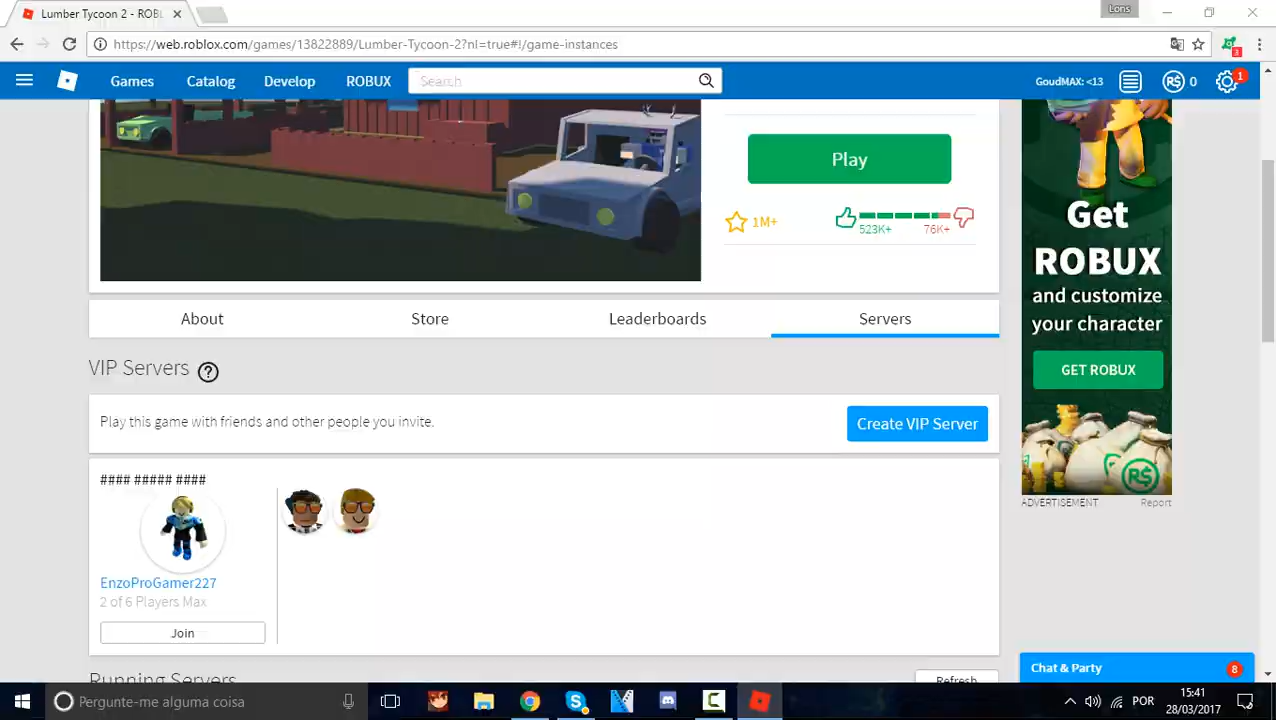 Lumber Tycoon 2 - ROBL
Lons
https://web.roblox.com/games/13822889/Lumber-Tycoon-2?nl=true#!/game-instances
3
Games
Catalog
Develop
ROBUX
Search
GoudMAX: <13
R$ 0
1
Play
1M+
523K+
76K+
Get
ROBUX
and customize
your character
GET ROBUX
R$
ADVERTISEMENT
Report
About
Store
Leaderboards
Servers
VIP Servers ?
Play this game with friends and other people you invite.
Create VIP Server
#### ##### ####
EnzoProGamer227
2 of 6 Players Max
Join
Running Servers
Refresh
Chat & Party
8
Pergunte-me alguma coisa
POR
15:41
28/03/2017